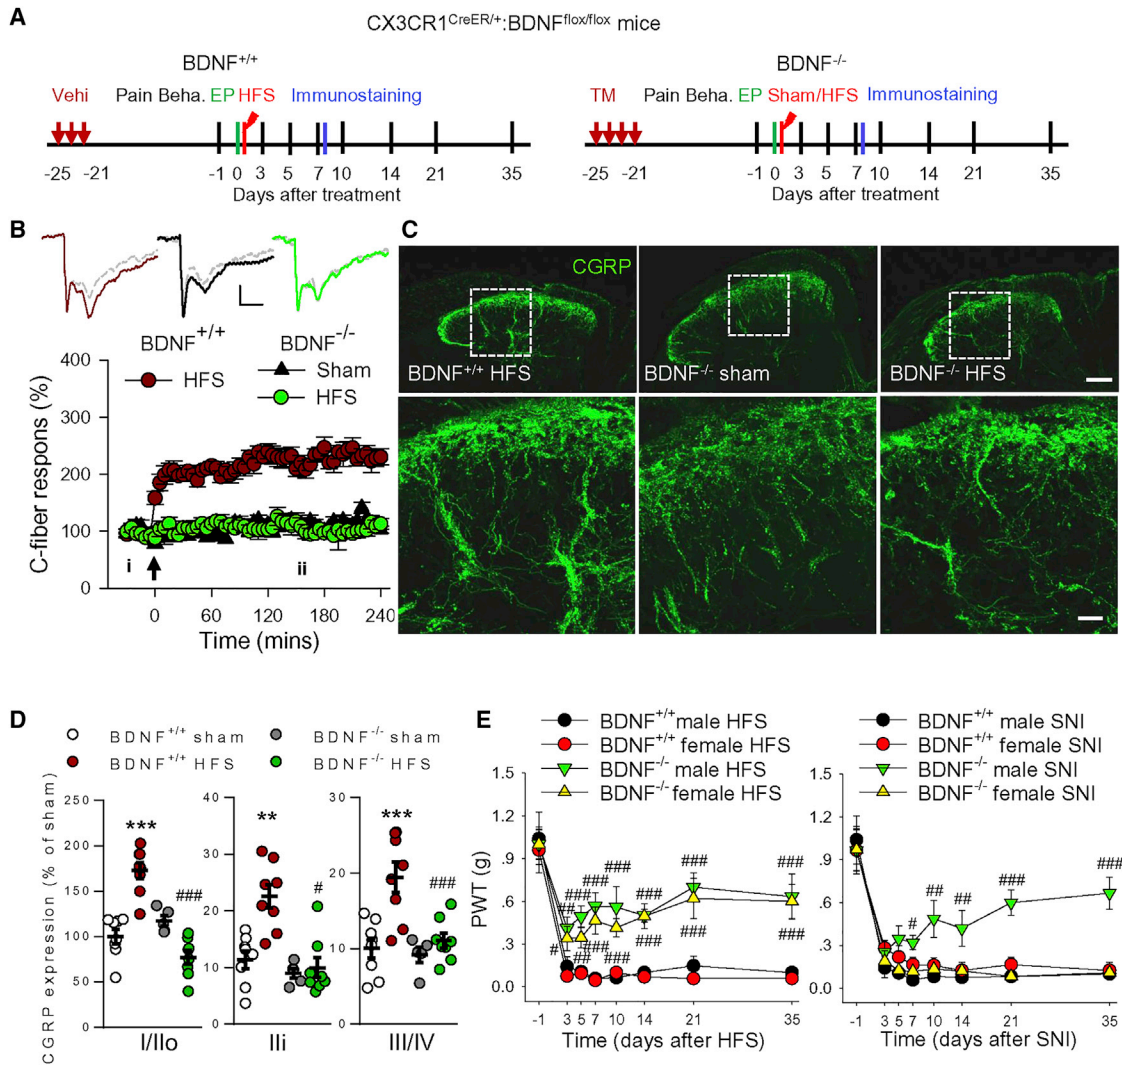 A
CX3CR1CreER/+:BDNFflox/flox mice
BDNF+/+
Vehi Pain Beha. EP HFS Immunostaining
-25 -21 -1 0 3 5 7 10 14 21 35
Days after treatment
BDNF-/-
TM Pain Beha. EP Sham/HFS Immunostaining
-25 -21 -1 0 3 5 7 10 14 21 35
Days after treatment
B
BDNF+/+ BDNF-/-
HFS
Sham
HFS
C-fiber respons (%)
400
300
200
100
0
i ii
0 60 120 180 240
Time (mins)
C
CGRP
BDNF+/+ HFS
BDNF-/- sham
BDNF-/- HFS
D
BDNF+/+ sham BDNF-/- sham
BDNF+/+ HFS BDNF-/- HFS
CGRP expression (% of sham)
250
200
150
100
50
0
***
###
I/IIo
40
30
20
10
0
**
#
IIi
30
20
10
0
***
###
III/IV
E
BDNF+/+ male HFS
BDNF+/+ female HFS
BDNF-/- male HFS
BDNF-/- female HFS
PWT (g)
1.5
1.2
.9
.6
.3
0.0
### ###
### ###
### ###
##
# ## ### ### ### ### ###
-1 3 5 7 10 14 21 35
Time (days after HFS)
BDNF+/+ male SNI
BDNF+/+ female SNI
BDNF-/- male SNI
BDNF-/- female SNI
1.5
1.2
.9
.6
.3
0.0
# ## ## ### ###
-1 3 5 7 10 14 21 35
Time (days after SNI)